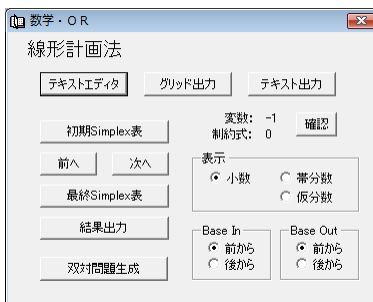 数学・OR
線形計画法
テキストエディタ グリッド出力 テキスト出力
変数: -1
制約式: 0
確認
初期Simplex表
前へ 次へ
最終Simplex表
結果出力
双対問題生成
表示
小数 帯分数
仮分数
Base In
前から
後から
Base Out
前から
後から